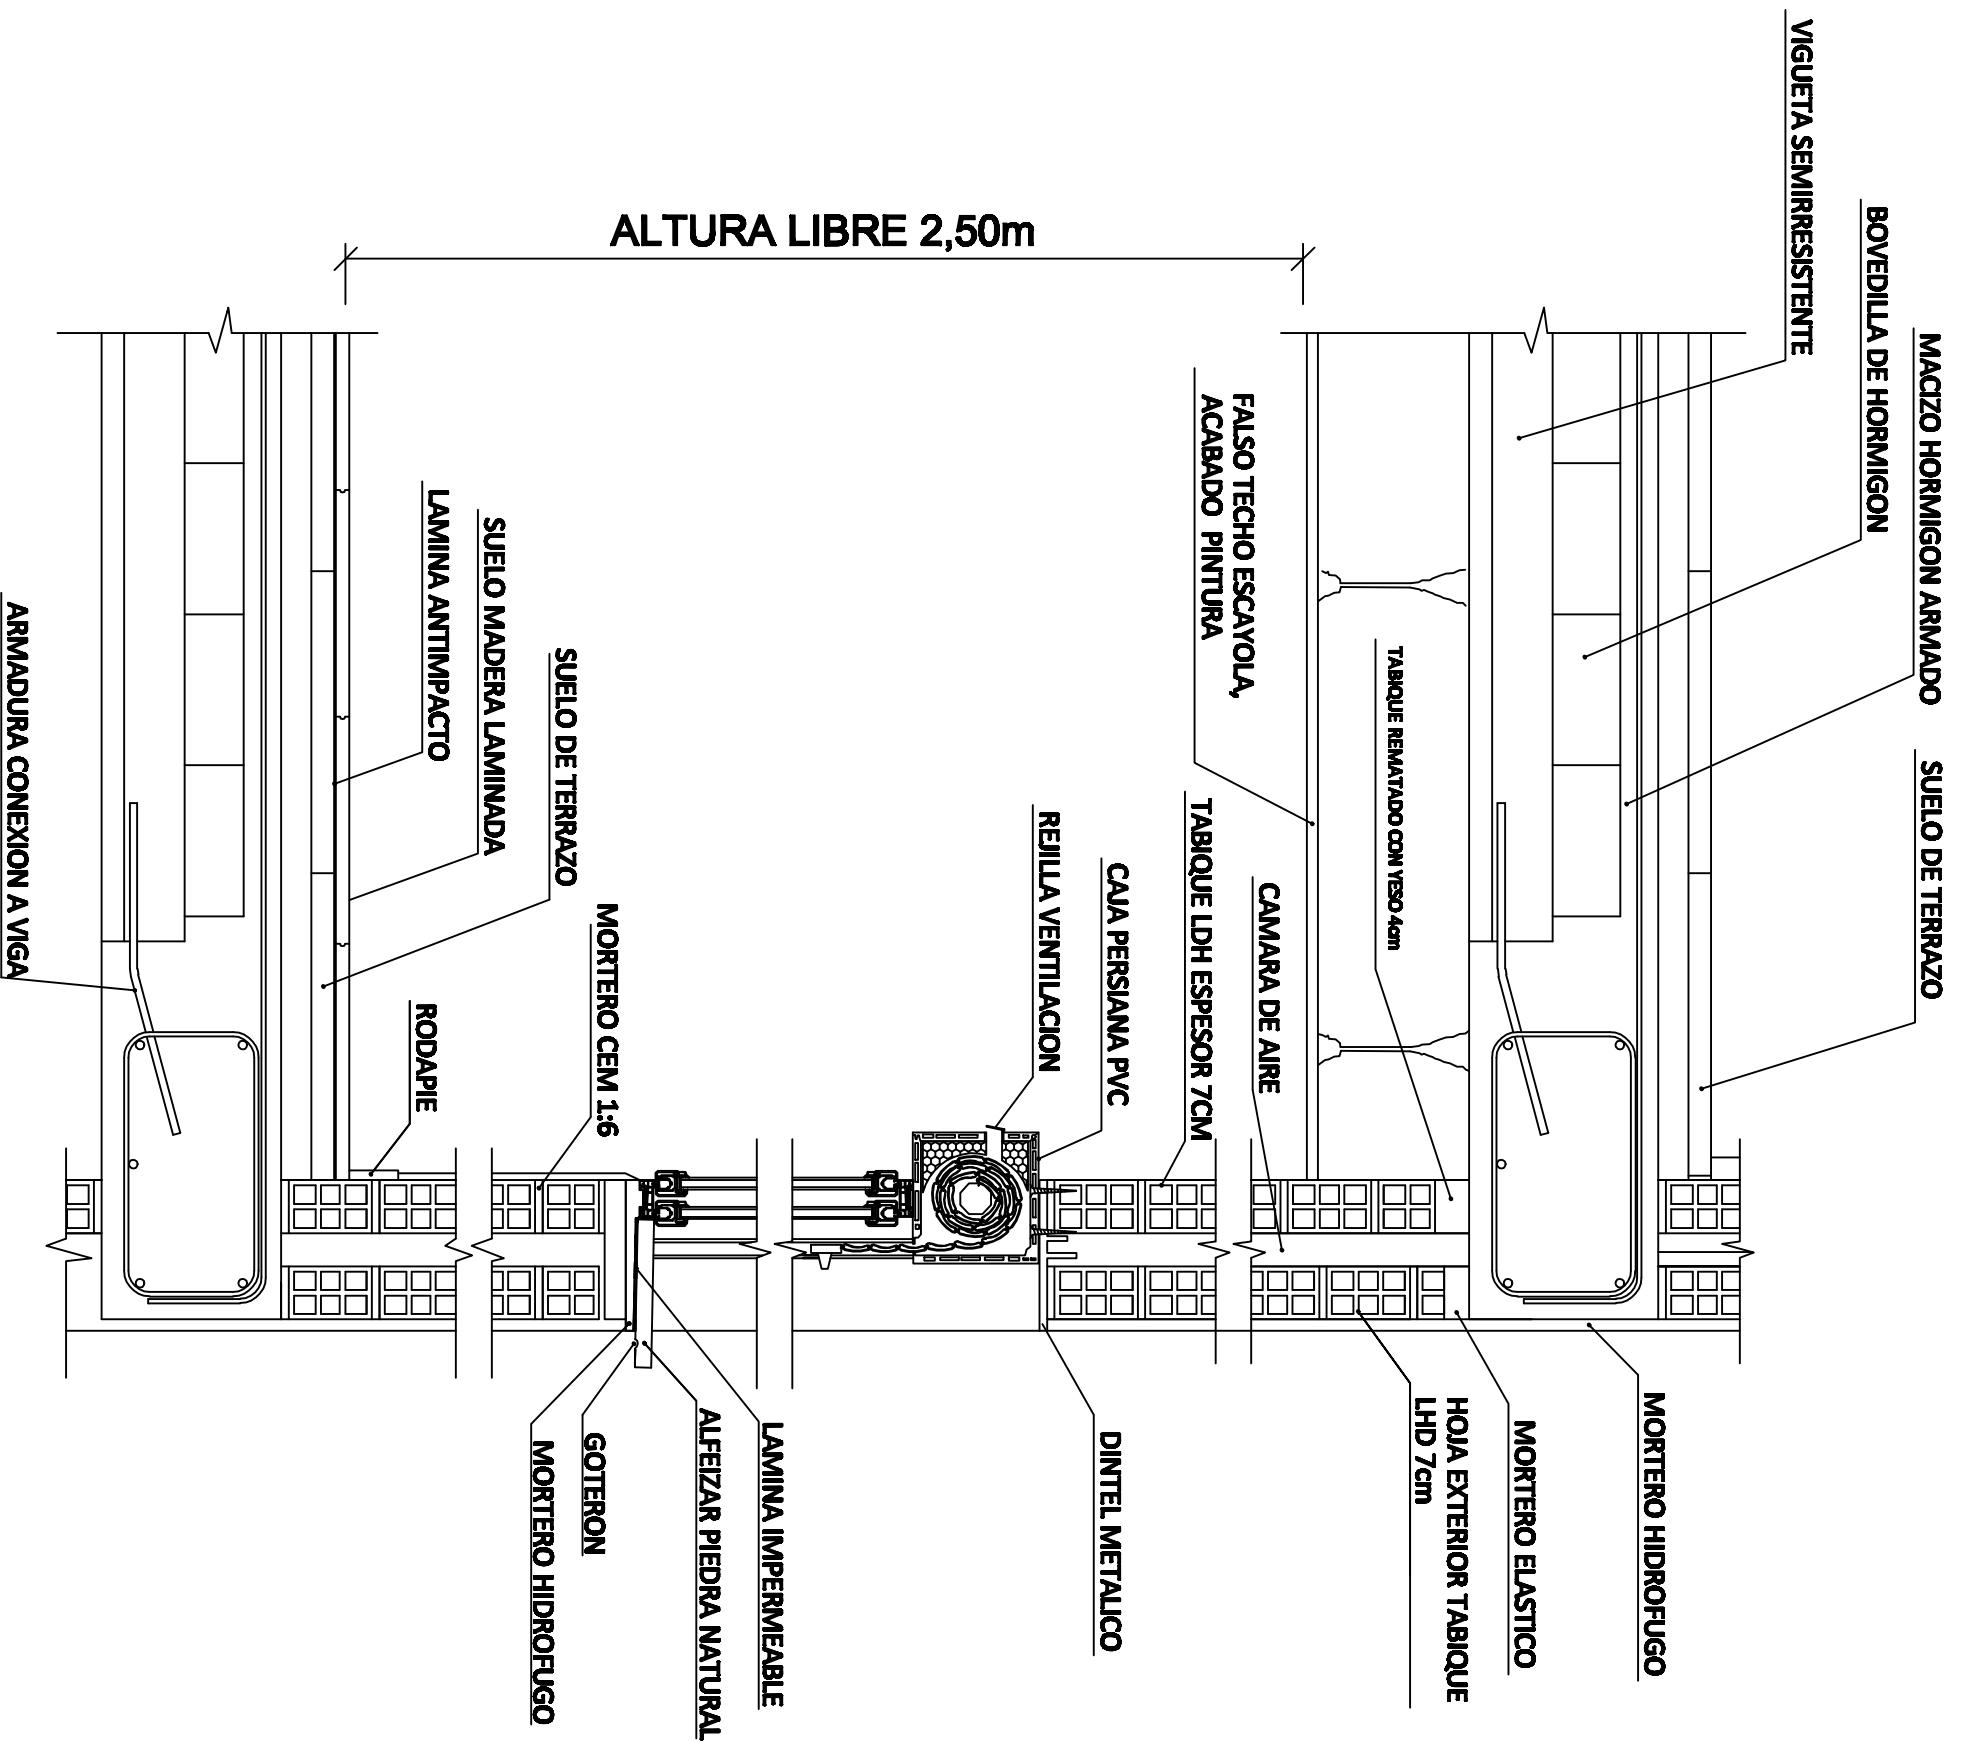 VIGUETA SEMIRRESISTENTE
BOVEDILLA DE HORMIGON
MACIZO HORMIGON ARMADO
SUELO DE TERRAZO
ALTURA LIBRE 2,50m
FALSO TECHO ESCAYOLA,
ACABADO PINTURA
TABIQUE REMATADO CON YESO 4cm
CAMARA DE AIRE
TABIQUE LDH ESPESOR 7CM
CAJA PERSIANA PVC
REJILLA VENTILACION
LAMINA ANTIMPACTO
SUELO MADERA LAMINADA
SUELO DE TERRAZO
MORTERO CEM 1:6
RODAPIE
ARMADURA CONEXION A VIGA
MORTERO HIDROFUGO
MORTERO ELASTICO
HOJA EXTERIOR TABIQUE
LHD 7cm
DINTEL METALICO
LAMINA IMPERMEABLE
ALFEIZAR PIEDRA NATURAL
GOTERON
MORTERO HIDROFUGO